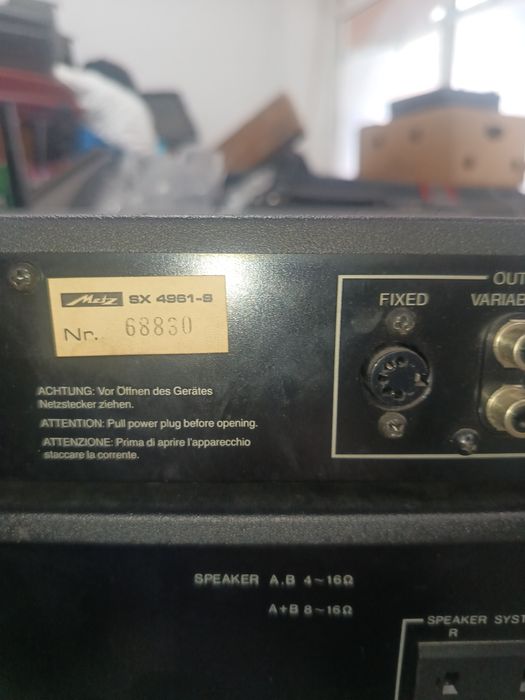 Metz SX 4961-B
Nr. 68830
ACHTUNG: Vor Öffnen des Gerätes
Netzstecker ziehen.
ATTENTION: Pull power plug before opening.
ATTENZIONE: Prima di aprire l'apparecchio
staccare la corrente.
OUT
FIXED VARIAB
SPEAKER A,B 4~16Ω
A+B 8~16Ω
SPEAKER SYST
R